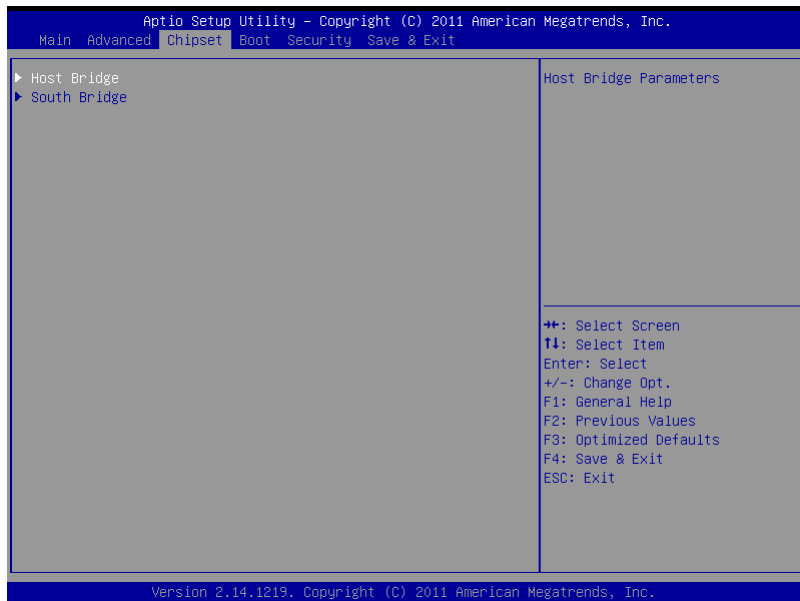 Aptio Setup Utility – Copyright (C) 2011 American Megatrends, Inc.
Main Advanced Chipset Boot Security Save & Exit
Host Bridge
South Bridge
Host Bridge Parameters
→←: Select Screen
↑↓: Select Item
Enter: Select
+/-: Change Opt.
F1: General Help
F2: Previous Values
F3: Optimized Defaults
F4: Save & Exit
ESC: Exit
Version 2.14.1219. Copyright (C) 2011 American Megatrends, Inc.